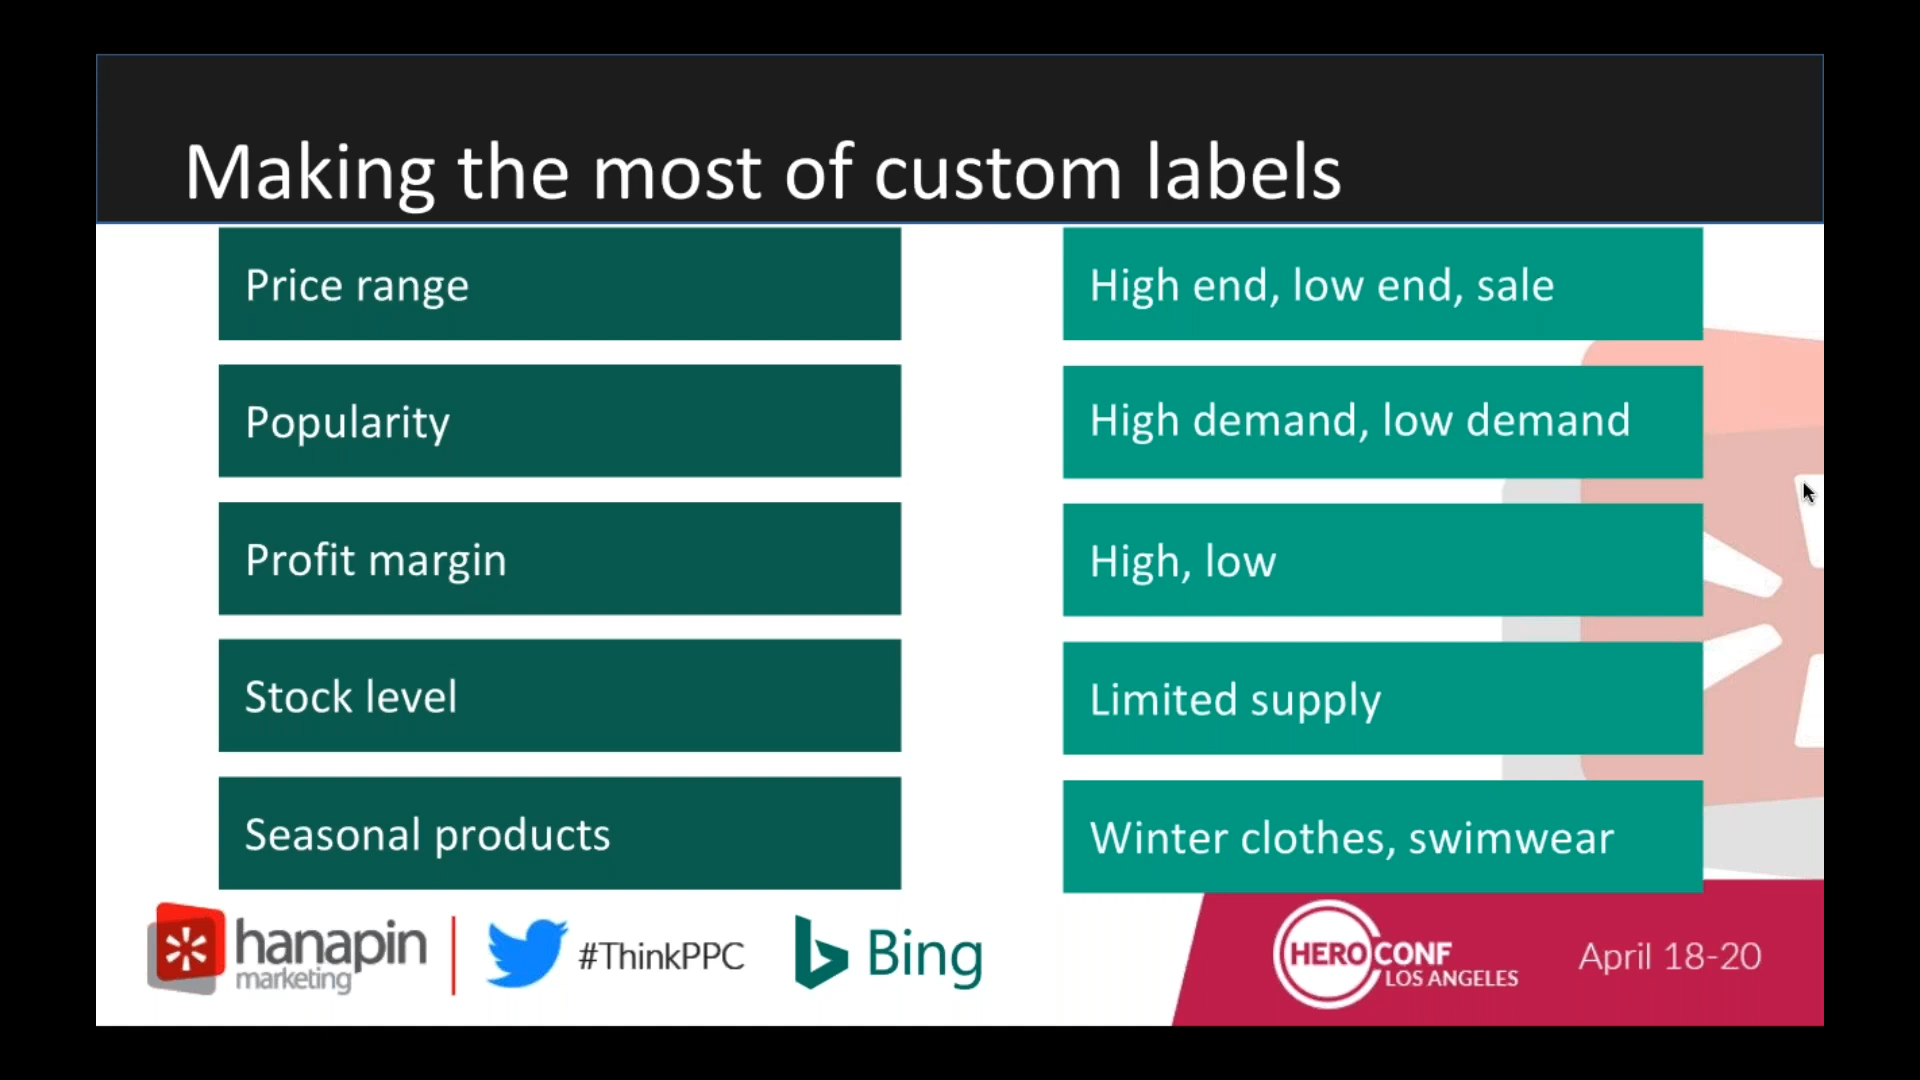 Making the most of custom labels
Price range
High end, low end, sale
Popularity
High demand, low demand
Profit margin
High, low
Stock level
Limited supply
Seasonal products
Winter clothes, swimwear
hanapin
marketing
#ThinkPPC
Bing
HERO CONF
LOS ANGELES
April 18-20